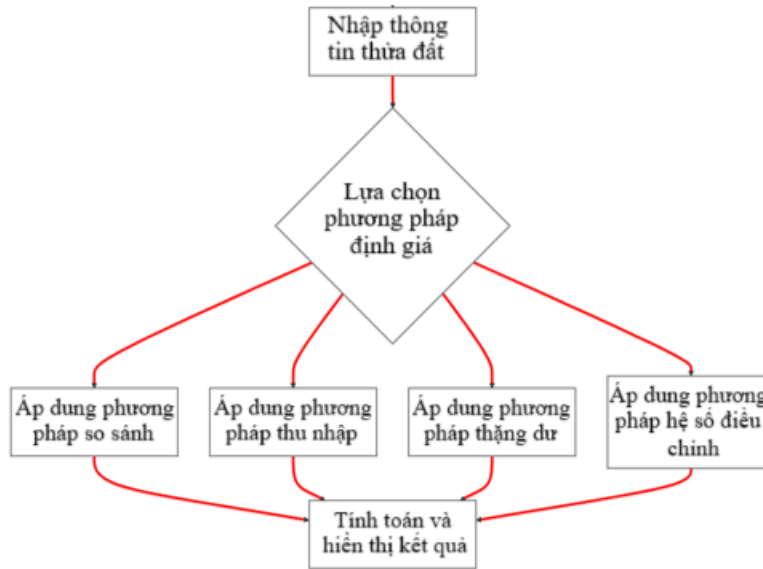 Nhập thông
tin thửa đất
Lựa chọn
phương pháp
định giá
Áp dung phương
pháp so sánh
Áp dung phương
pháp thu nhập
Áp dung phương
pháp thặng dư
Áp dung phương
pháp hệ số điều
chỉnh
Tính toán và
hiển thị kết quả